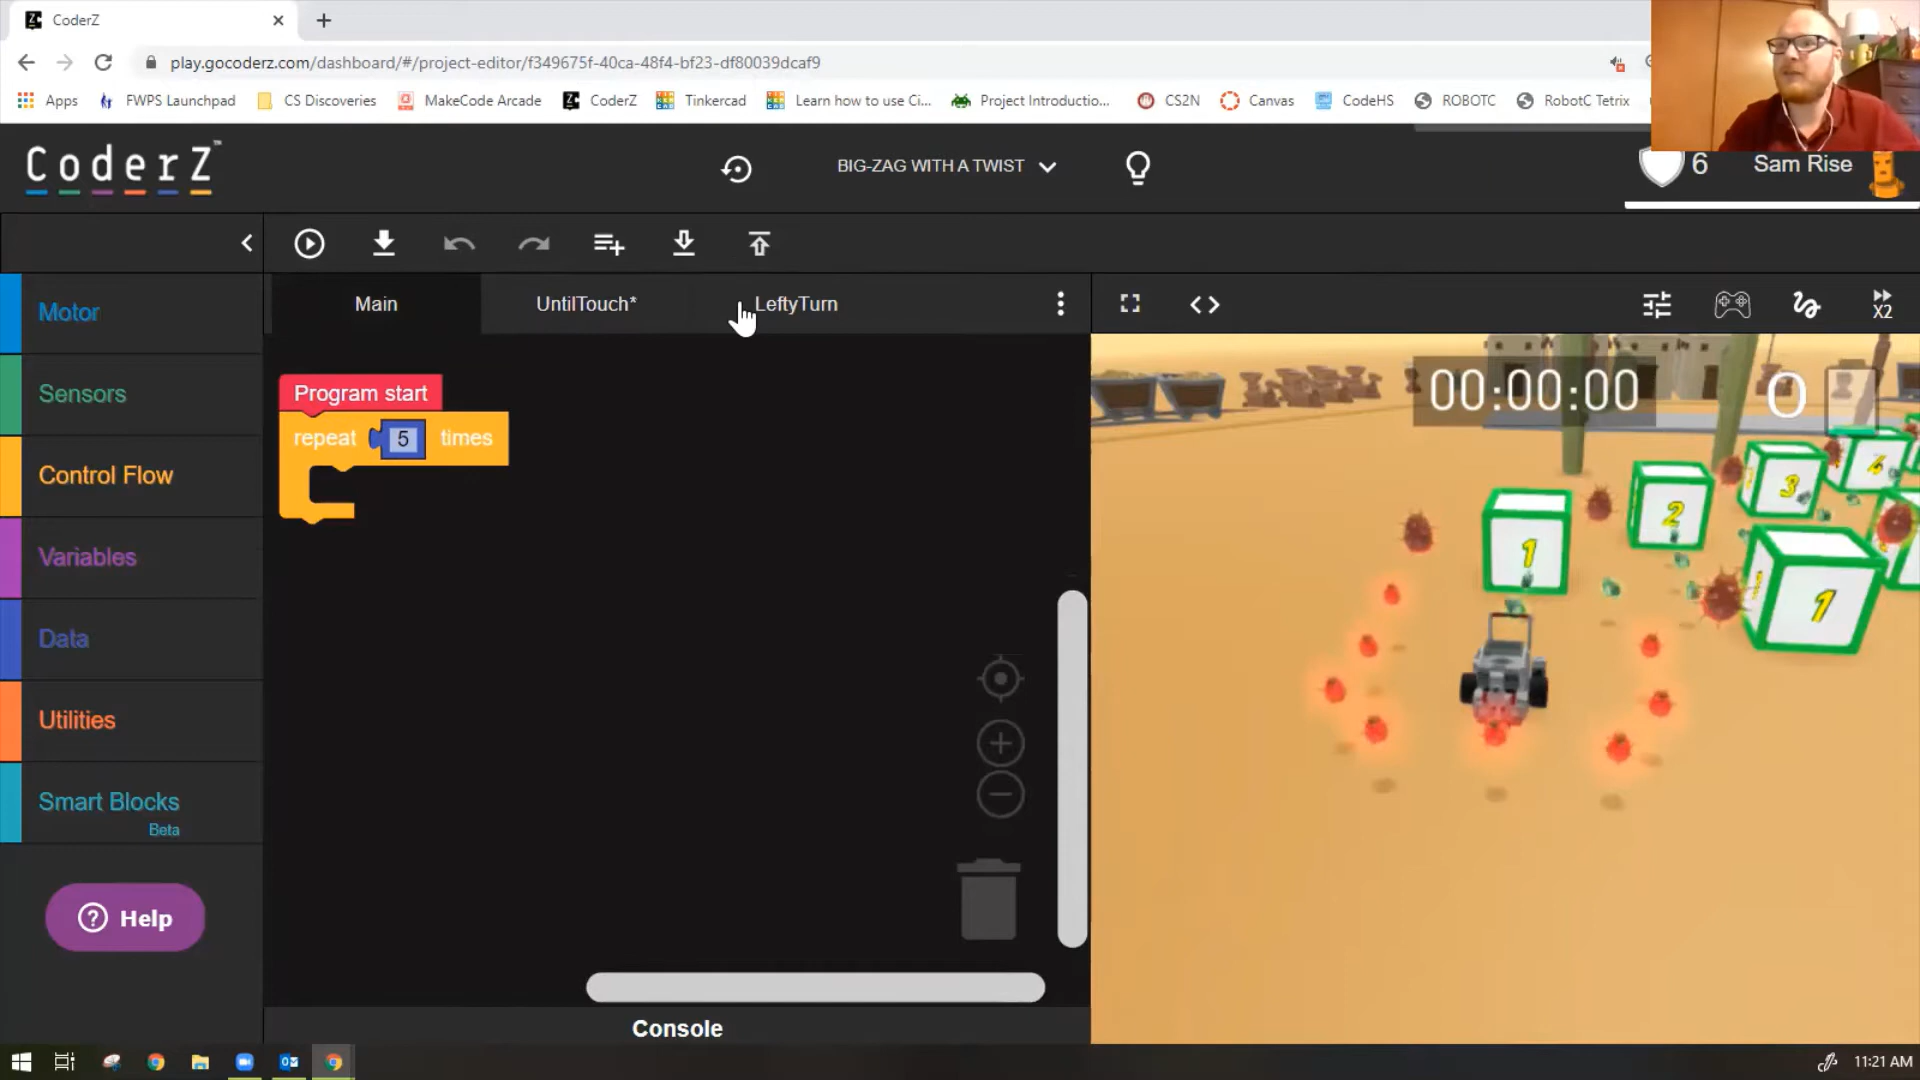 CoderZ
play.gocoderz.com/dashboard/#/project-editor/f349675f-40ca-48f4-bf23-df80039dcaf9
Apps FWPS Launchpad CS Discoveries MakeCode Arcade CoderZ Tinkercad Learn how to use Ci... Project Introductio... CS2N Canvas CodeHS ROBOTC RobotC Tetrix
CoderZ™ BIG-ZAG WITH A TWIST 6 Sam Rise
Main UntilTouch* LeftyTurn X2
Motor
Sensors
Control Flow
Variables
Data
Utilities
Smart Blocks
Beta
Help
Program start
repeat 5 times
Console
00:00:00 0
1 2 3 4
1
11:21 AM